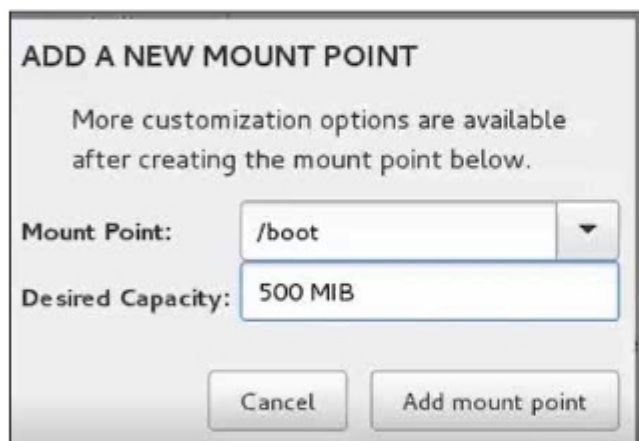 ADD A NEW MOUNT POINT
More customization options are available
after creating the mount point below.
Mount Point: /boot
Desired Capacity: 500 MIB
Cancel Add mount point